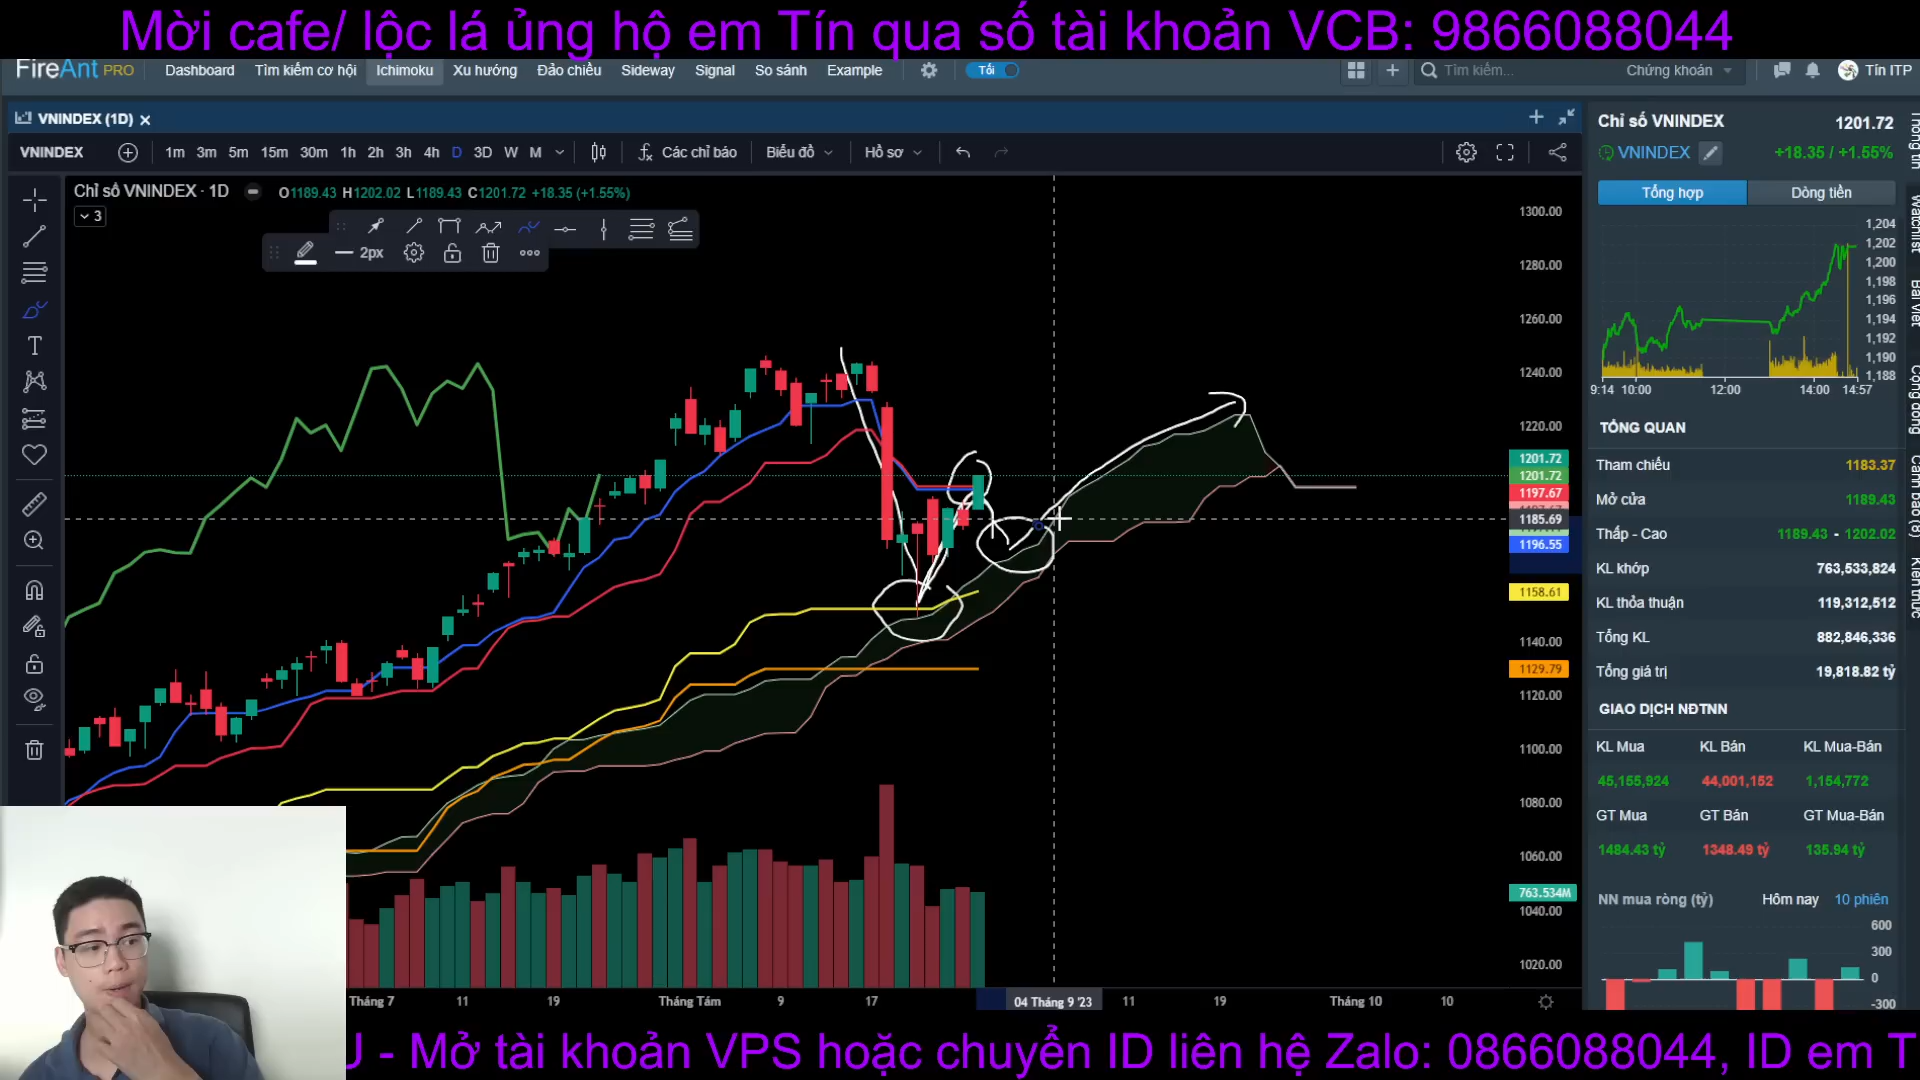 Mời cafe/ lộc lá ủng hộ em Tín qua số tài khoản VCB: 9866088044
FireAnt PRO Dashboard Tìm kiếm cơ hội Ichimoku Xu hướng Đảo chiều Sideway Signal So sánh Example Tối Tìm kiếm... Chứng khoán Tín ITP
VNINDEX (1D)
VNINDEX 1m 3m 5m 15m 30m 1h 2h 3h 4h D 3D W M Các chỉ báo Biểu đồ Hồ sơ
Chỉ số VNINDEX · 1D O1189.43 H1202.02 L1189.43 C1201.72 +18.35 (+1.55%)
3
2px
1300.00
1280.00
1260.00
1240.00
1220.00
1201.72
1201.72
1197.67
1185.69
1196.55
1158.61
1140.00
1129.79
1120.00
1100.00
1080.00
1060.00
763.534M
1040.00
1020.00
Tháng 7 11 19 Tháng Tám 9 17 04 Tháng 9 '23 11 19 Tháng 10 10
Chỉ số VNINDEX 1201.72
VNINDEX +18.35 / +1.55%
Tổng hợp Dòng tiền
1,204
1,202
1,200
1,198
1,196
1,194
1,192
1,190
1,188
9:14 10:00 12:00 14:00 14:57
TỔNG QUAN
Tham chiếu 1183.37
Mở cửa 1189.43
Thấp - Cao 1189.43 - 1202.02
KL khớp 763,533,824
KL thỏa thuận 119,312,512
Tổng KL 882,846,336
Tổng giá trị 19,818.82 tỷ
GIAO DỊCH NĐTNN
KL Mua KL Bán KL Mua-Bán
45,155,924 44,001,152 1,154,772
GT Mua GT Bán GT Mua-Bán
1484.43 tỷ 1348.49 tỷ 135.94 tỷ
NN mua ròng (tỷ) Hôm nay 10 phiên
600
300
0
-300
Thông tin
Watchlist
Bài viết
Cộng đồng
Cảnh báo (8)
Kiến thức
- Mở tài khoản VPS hoặc chuyển ID liên hệ Zalo: 0866088044, ID em T